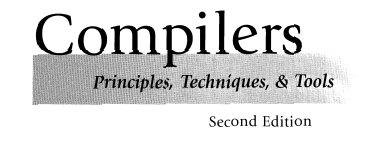 Compilers
Principles, Techniques, & Tools
Second Edition